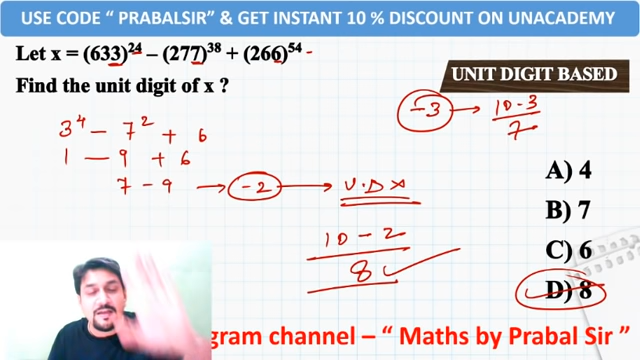 USE CODE “ PRABALSIR” & GET INSTANT 10 % DISCOUNT ON UNACADEMY
Let x = (633)^24 – (277)^38 + (266)^54 -
Find the unit digit of x ?
UNIT DIGIT BASED
3^4 - 7^2 + 6
1 - 9 + 6
7 - 9 → -2 → U.D x
10 - 2
8 ✓
-3 → 10-3
7
A) 4
B) 7
C) 6
D) 8
gram channel – “ Maths by Prabal Sir ”